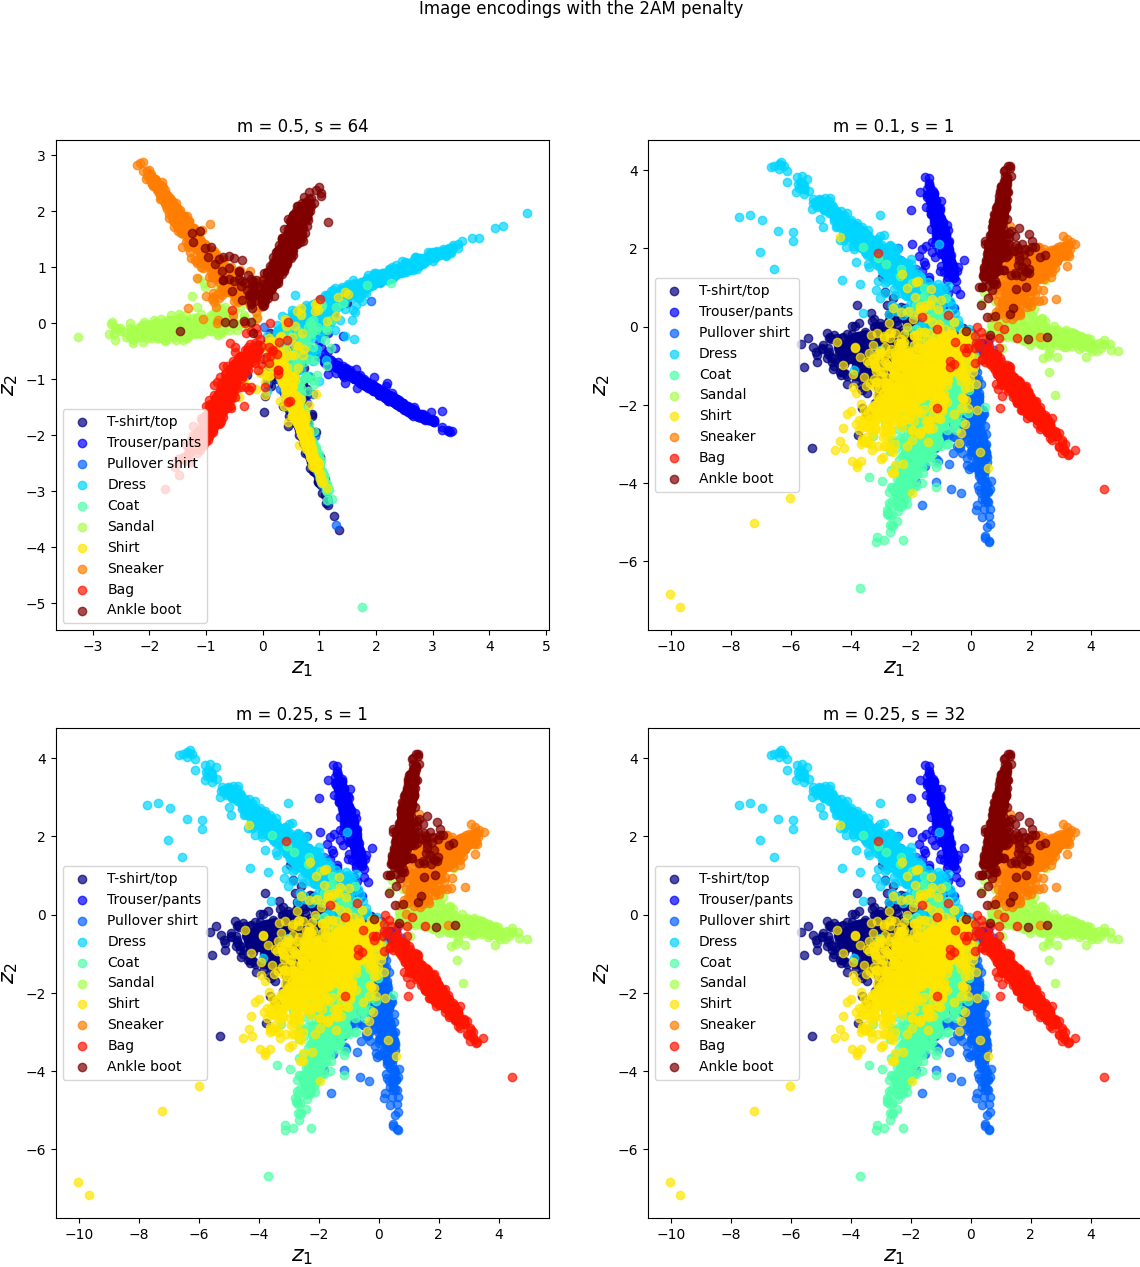 Image encodings with the 2AM penalty
m = 0.5, s = 64
3
2
1
0
−1
−2
−3
−4
−5
z2
T-shirt/top
Trouser/pants
Pullover shirt
Dress
Coat
Sandal
Shirt
Sneaker
Bag
Ankle boot
−3 −2 −1 0 1 2 3 4 5
z1
m = 0.1, s = 1
4
2
0
−2
−4
−6
z2
T-shirt/top
Trouser/pants
Pullover shirt
Dress
Coat
Sandal
Shirt
Sneaker
Bag
Ankle boot
−10 −8 −6 −4 −2 0 2 4
z1
m = 0.25, s = 1
4
2
0
−2
−4
−6
z2
T-shirt/top
Trouser/pants
Pullover shirt
Dress
Coat
Sandal
Shirt
Sneaker
Bag
Ankle boot
−10 −8 −6 −4 −2 0 2 4
z1
m = 0.25, s = 32
4
2
0
−2
−4
−6
z2
T-shirt/top
Trouser/pants
Pullover shirt
Dress
Coat
Sandal
Shirt
Sneaker
Bag
Ankle boot
−10 −8 −6 −4 −2 0 2 4
z1